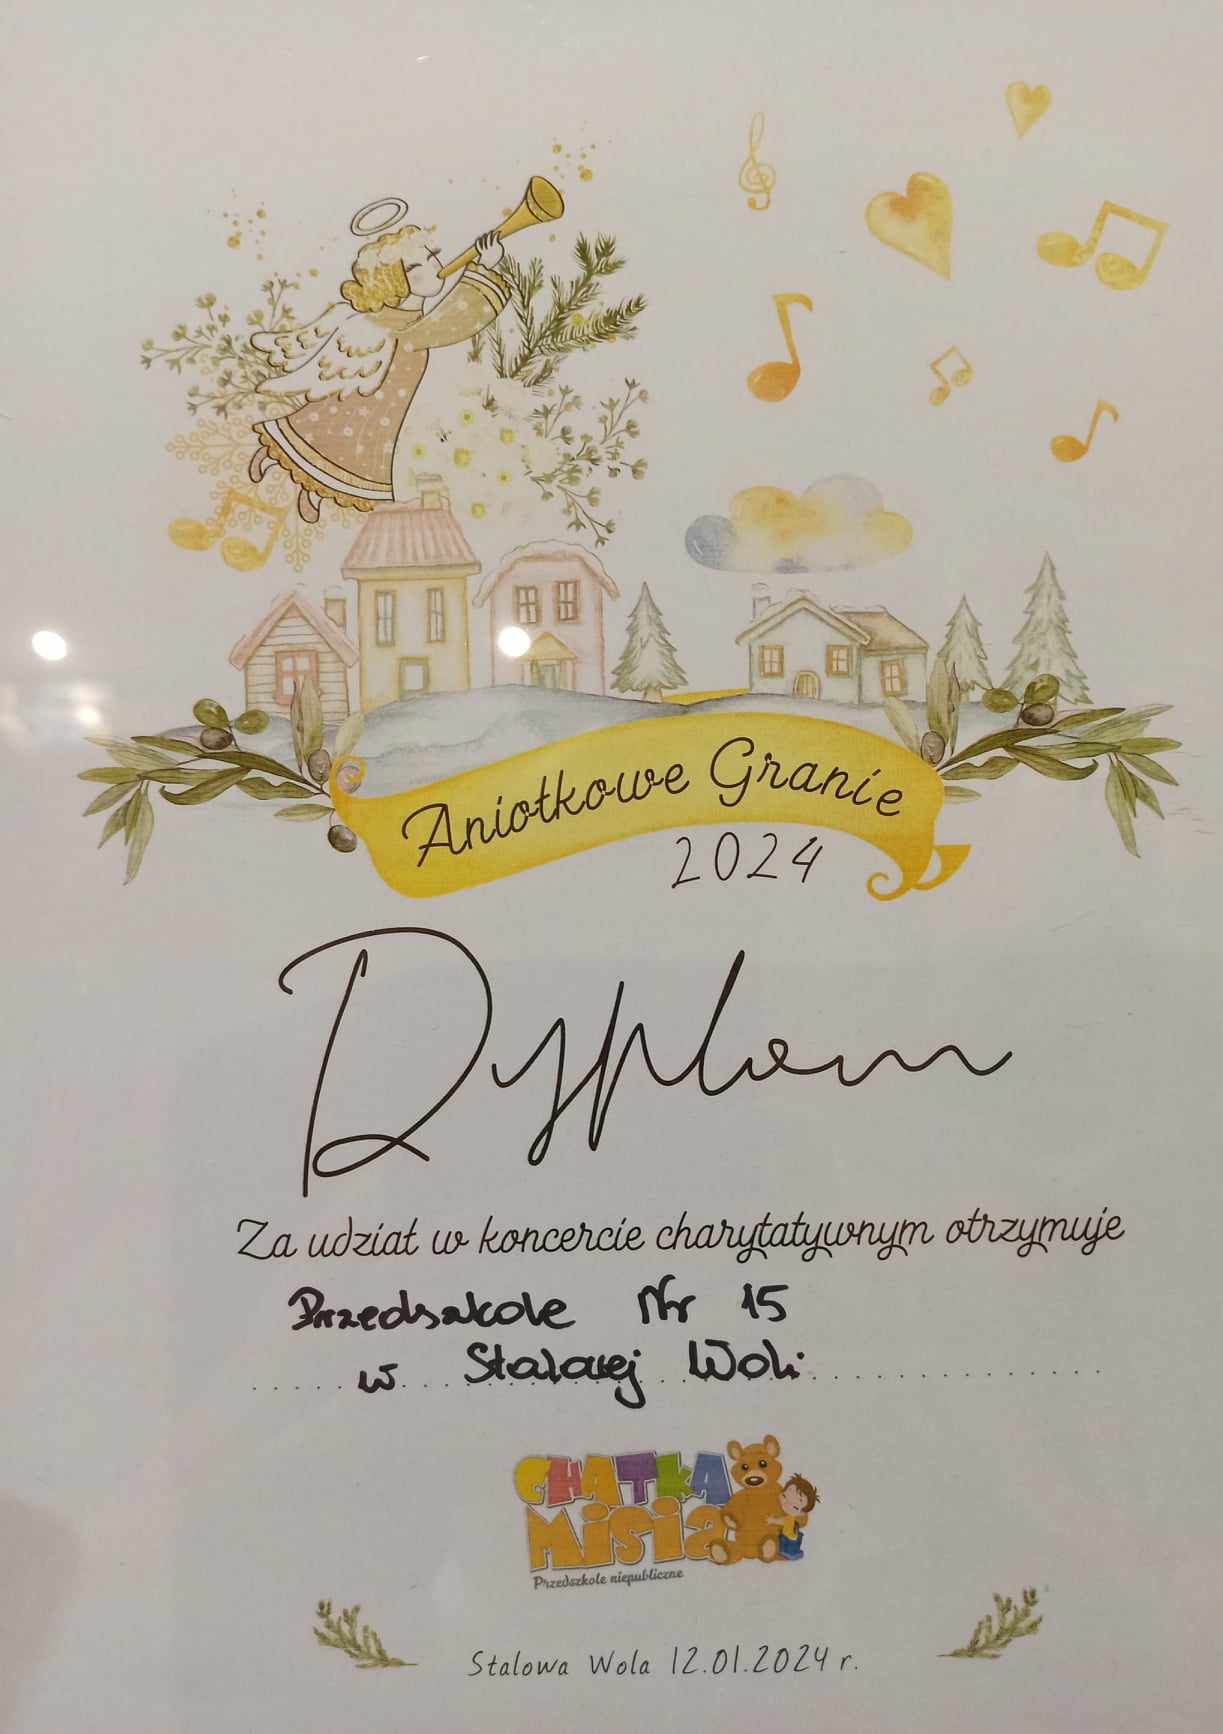 Aniołkowe Granie
2024
Dyplom
Za udział w koncercie charytatywnym otrzymuje
Przedszkole Nr 15
w Stalowej Woli
CHATKA
MISIA
Przedszkole niepubliczne
Stalowa Wola 12.01.2024 r.